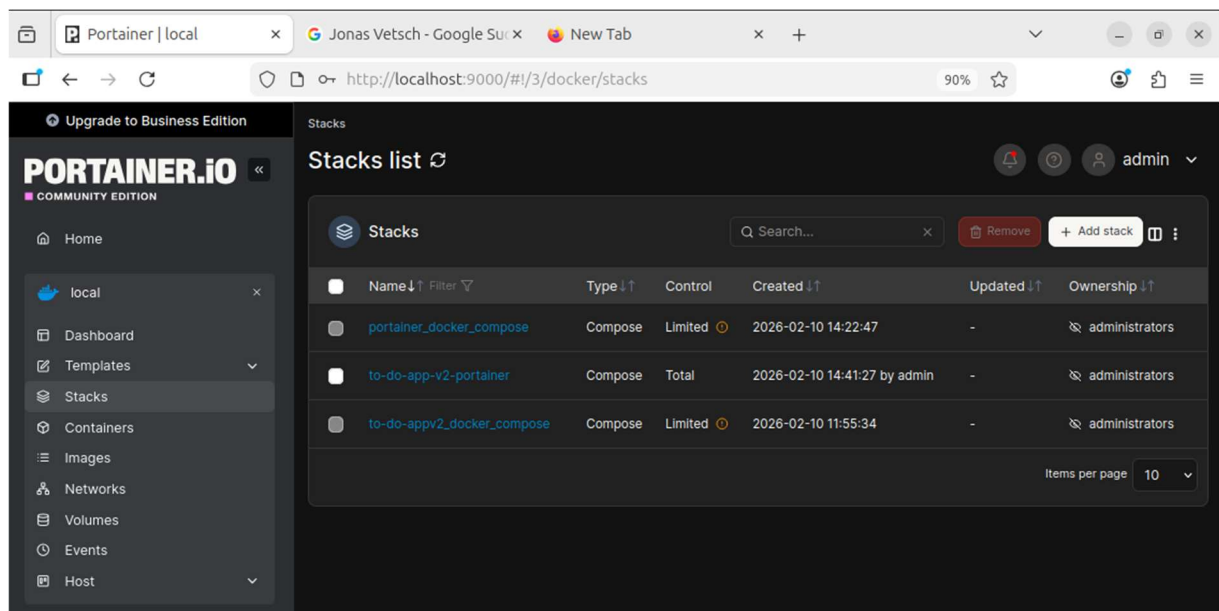 Portainer | local
Jonas Vetsch - Google Suc
New Tab
http://localhost:9000/#!/3/docker/stacks
90%
Upgrade to Business Edition
PORTAINER.iO
COMMUNITY EDITION
Home
local
Dashboard
Templates
Stacks
Containers
Images
Networks
Volumes
Events
Host
Stacks
Stacks list
admin
Stacks
Search...
Remove
+ Add stack
Name Filter Type Control Created Updated Ownership
portainer_docker_compose Compose Limited 2026-02-10 14:22:47 - administrators
to-do-app-v2-portainer Compose Total 2026-02-10 14:41:27 by admin - administrators
to-do-appv2_docker_compose Compose Limited 2026-02-10 11:55:34 - administrators
Items per page 10